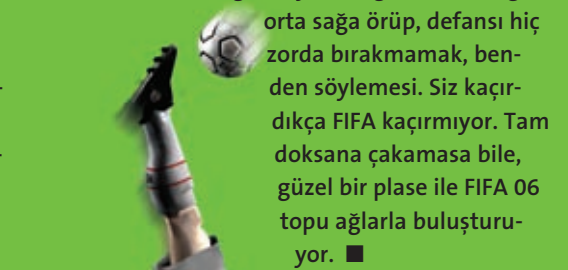 orta sağa örüp, defansı hiç
zorda bırakmamak, ben-
den söylemesi. Siz kaçır-
dıkça FIFA kaçırmıyor. Tam
doksana çakamasa bile,
güzel bir plase ile FIFA 06
topu ağlarla buluşturu-
yor. ■